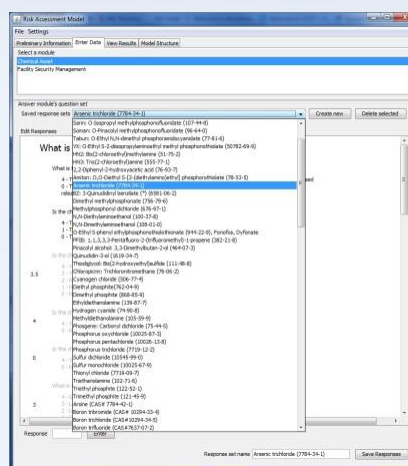 Risk Assessment Model
File Settings
Preliminary Information Enter Data View Results Model Structure
Select a module
Chemical Asset
Facility Security Management
Answer module's question set
Saved response sets Arsenic trichloride (7784-34-1) Create new Delete selected
Edit Responses
Sarin: O-Isopropyl methylphosphonofluoridate (107-44-8)
What is
Soman: O-Pinacolyl methylphosphonofluoridate (96-64-0)
Tabun: O-Ethyl N,N-dimethyl phosphoramidocyanidate (77-81-6)
VX: O-Ethyl S-2-diisopropylaminoethyl methyl phosphonothiolate (50782-69-9)
HN2: Bis(2-chloroethyl)methylamine (51-75-2)
HN3: Tris(2-chloroethyl)amine (555-77-1)
2,2-Diphenyl-2-hydroxyacetic acid (76-93-7)
Amiton: O,O-Diethyl S-[2-(diethylamino)ethyl] phosphorothiolate (78-53-5)
Arsenic trichloride (7784-34-1)
BZ: 3-Quinuclidinyl benzilate (*) (6581-06-2)
Dimethyl methylphosphonate (756-79-6)
Methylphosphonyl dichloride (676-97-1)
N,N-Diethylaminoethanol (100-37-8)
N,N-Dimethylaminoethanol (108-01-0)
O-Ethyl S-phenyl ethylphosphonothiolothionate (944-22-9), Fonofos, Dyfonate
PFIB: 1,1,3,3,3-Pentafluoro-2-(trifluoromethyl)-1-propene (382-21-8)
Pinacolyl alcohol: 3,3-Dimethylbutan-2-ol (464-07-3)
Quinuclidin-3-ol (1619-34-7)
Thiodiglycol: Bis(2-hydroxyethyl)sulfide (111-48-8)
Chloropicrin: Trichloronitromethane (76-06-2)
3.5
Cyanogen chloride (506-77-4)
Diethyl phosphite(762-04-9)
Dimethyl phosphite (868-85-9)
Ethyldiethanolamine (139-87-7)
Hydrogen cyanide (74-90-8)
Methyldiethanolamine (105-59-9)
4
Phosgene: Carbonyl dichloride (75-44-5)
Phosphorus oxychloride (10025-87-3)
Phosphorus pentachloride (10026-13-8)
Phosphorus trichloride (7719-12-2)
Sulfur dichloride (10545-99-0)
0
Sulfur monochloride (10025-67-9)
Thionyl chloride (7719-09-7)
Triethanolamine (102-71-6)
Triethyl phosphite (122-52-1)
Trimethyl phosphite (121-45-9)
3
Arsine (CAS# 7784-42-1)
Boron tribromide (CAS# 10294-33-4)
Boron trichloride (CAS#10294-34-5)
Boron trifluoride (CAS#7637-07-2)
Response Enter
Response set name Arsenic trichloride (7784-34-1) Save Responses